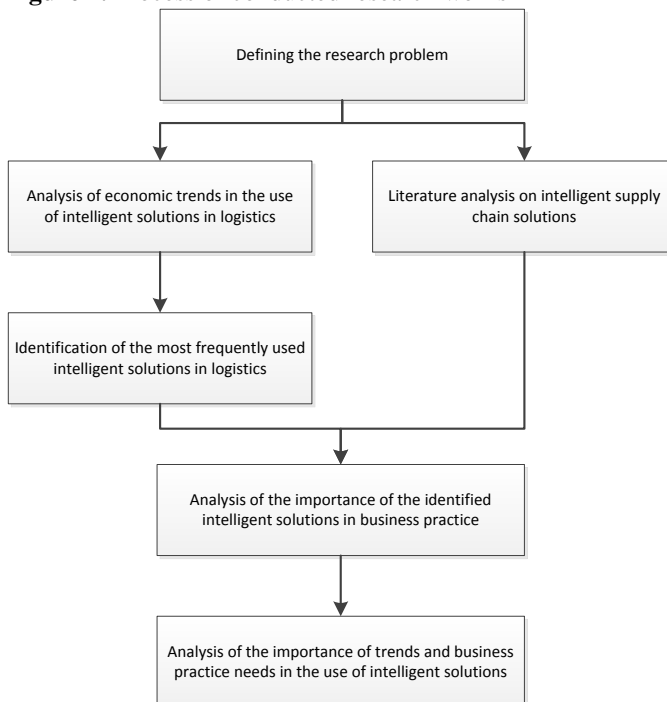 Defining the research problem
Analysis of economic trends in the use
of intelligent solutions in logistics
Literature analysis on intelligent supply
chain solutions
Identification of the most frequently used
intelligent solutions in logistics
Analysis of the importance of the identified
intelligent solutions in business practice
Analysis of the importance of trends and business
practice needs in the use of intelligent solutions